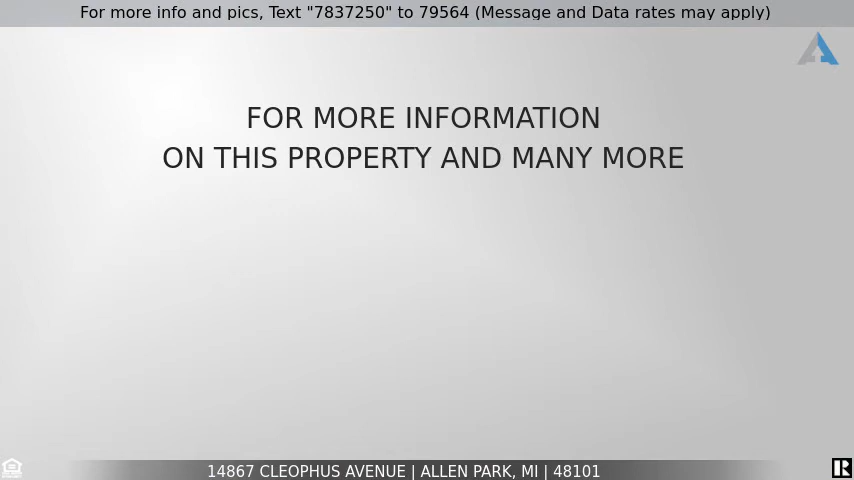 For more info and pics, Text "7837250" to 79564 (Message and Data rates may apply)
FOR MORE INFORMATION
ON THIS PROPERTY AND MANY MORE
14867 CLEOPHUS AVENUE | ALLEN PARK, MI | 48101